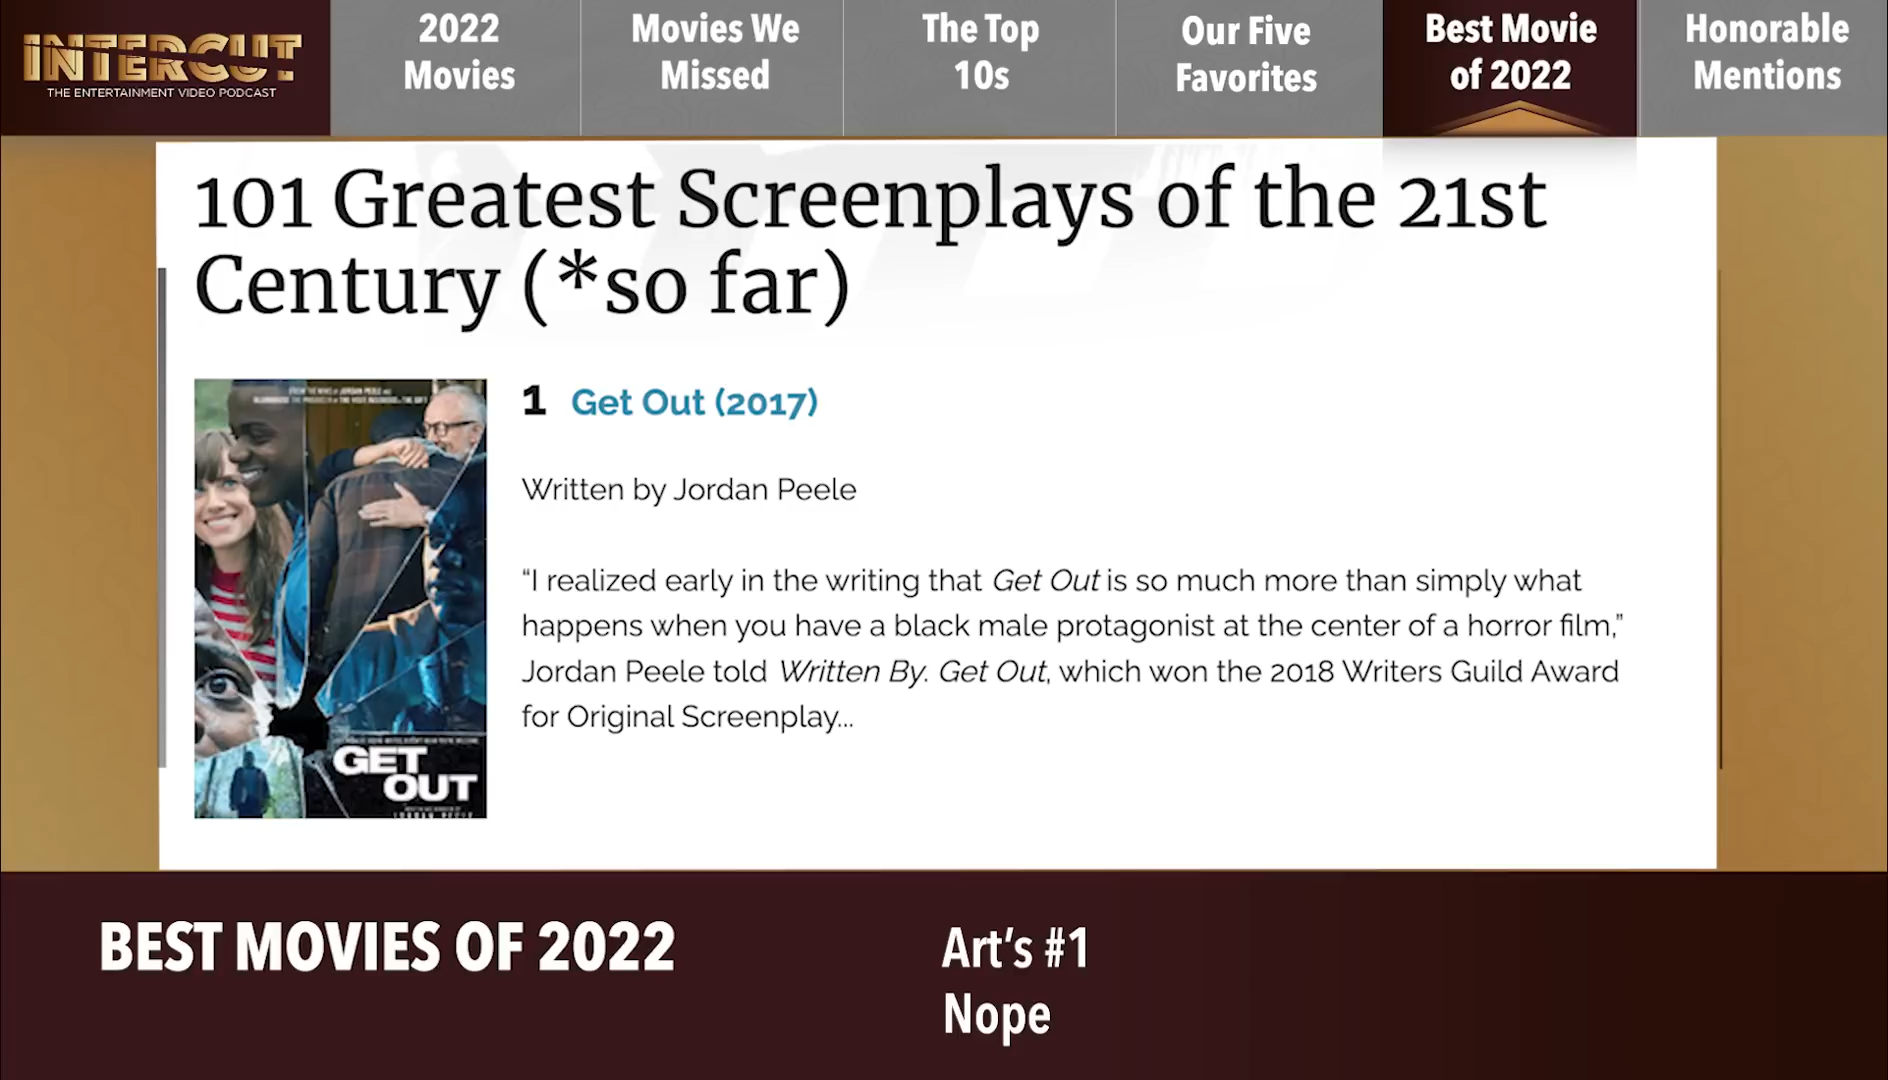 INTERCUT
THE ENTERTAINMENT VIDEO PODCAST
2022
Movies
Movies We
Missed
The Top
10s
Our Five
Favorites
Best Movie
of 2022
Honorable
Mentions
101 Greatest Screenplays of the 21st
Century (*so far)
GET
OUT
1 Get Out (2017)
Written by Jordan Peele
“I realized early in the writing that Get Out is so much more than simply what
happens when you have a black male protagonist at the center of a horror film,”
Jordan Peele told Written By. Get Out, which won the 2018 Writers Guild Award
for Original Screenplay...
BEST MOVIES OF 2022
Art’s #1
Nope